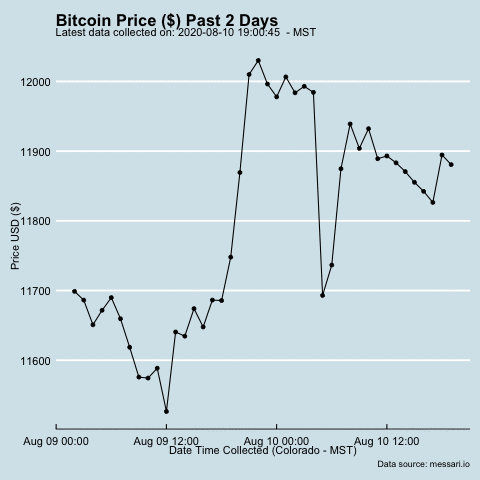 Bitcoin Price ($) Past 2 Days
Latest data collected on: 2020-08-10 19:00:45  - MST
12000
11900
11800
11700
11600
Price USD ($)
Aug 09 00:00
Aug 09 12:00
Aug 10 00:00
Aug 10 12:00
Date Time Collected (Colorado - MST)
Data source: messari.io